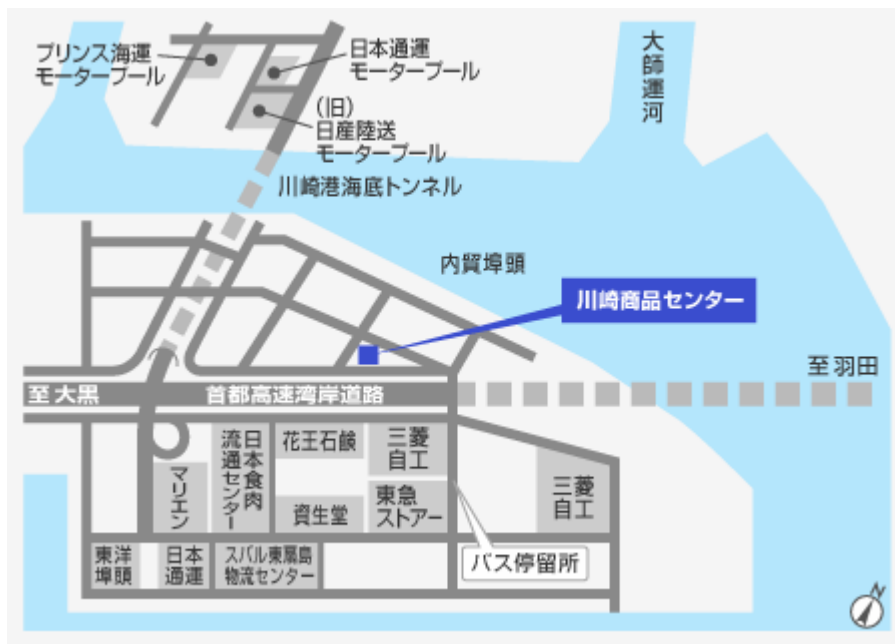 プリンス海運
モータープール
日本通運
モータープール
(旧)
日産陸送
モータープール
大師運河
川崎港海底トンネル
内貿埠頭
川崎商品センター
至羽田
至大黒
首都高速湾岸道路
マリエン
日本食肉
流通センター
花王石鹸
三菱
自工
資生堂
東急
ストアー
三菱
自工
バス停留所
東洋
埠頭
日本
通運
スバル東扇島
物流センター
N